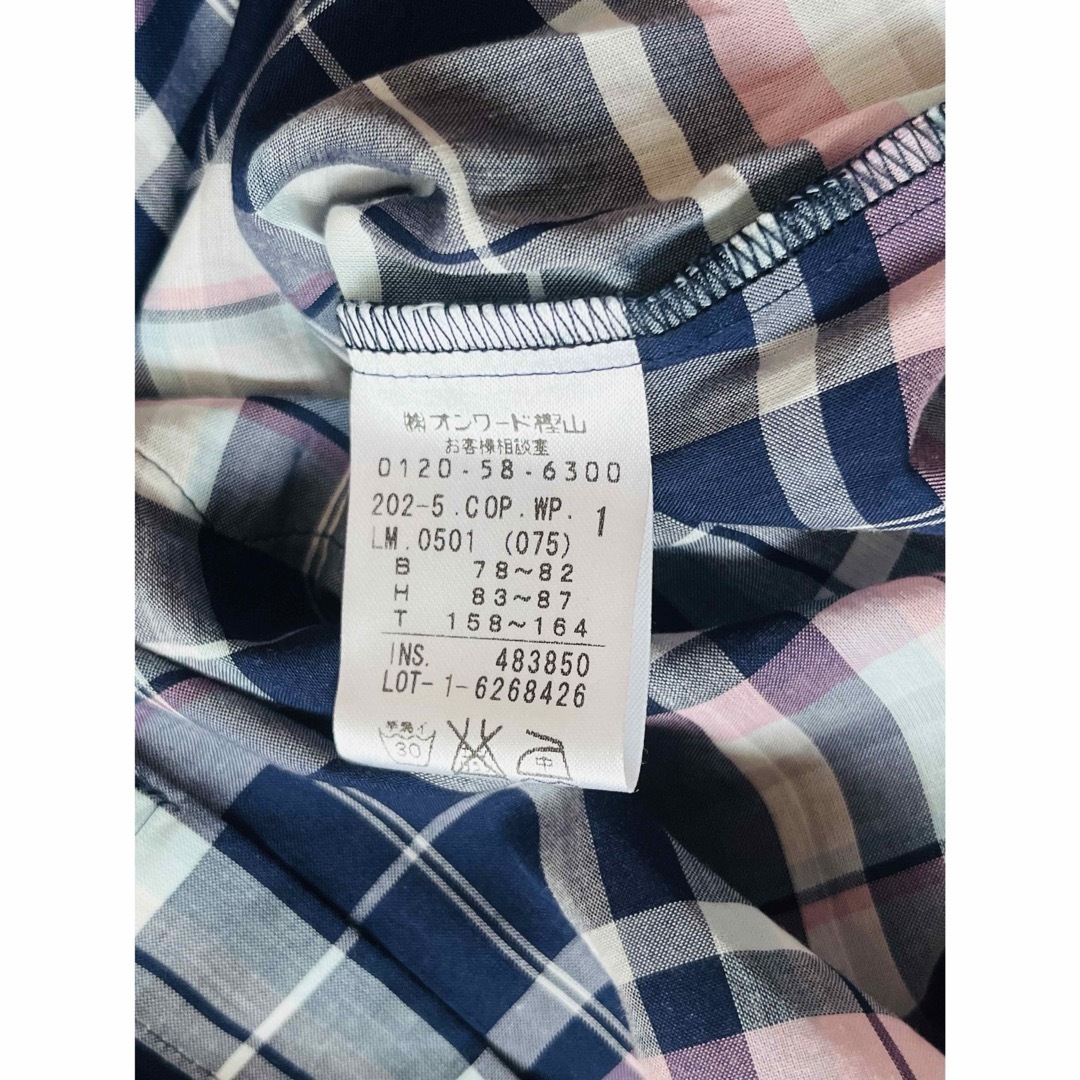 ㈱オンワード樫山
お客様相談室
0120-58-6300
202-5.COP.WP. 1
LM.0501 (075)
B 78~82
H 83~87
T 158~164
INS. 483850
LOT-1-6268426
30
中